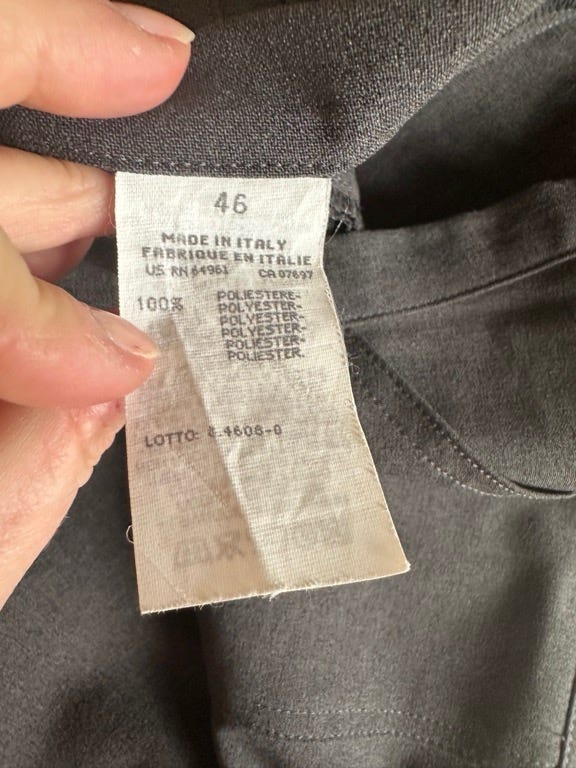 46
MADE IN ITALY
FABRIQUE EN ITALIE
US RN 64961 CA 07697
100% POLIESTERE-
POLYESTER-
POLYESTER-
POLYESTER-
POLIESTER-
POLIESTER.
LOTTO: 4608-0